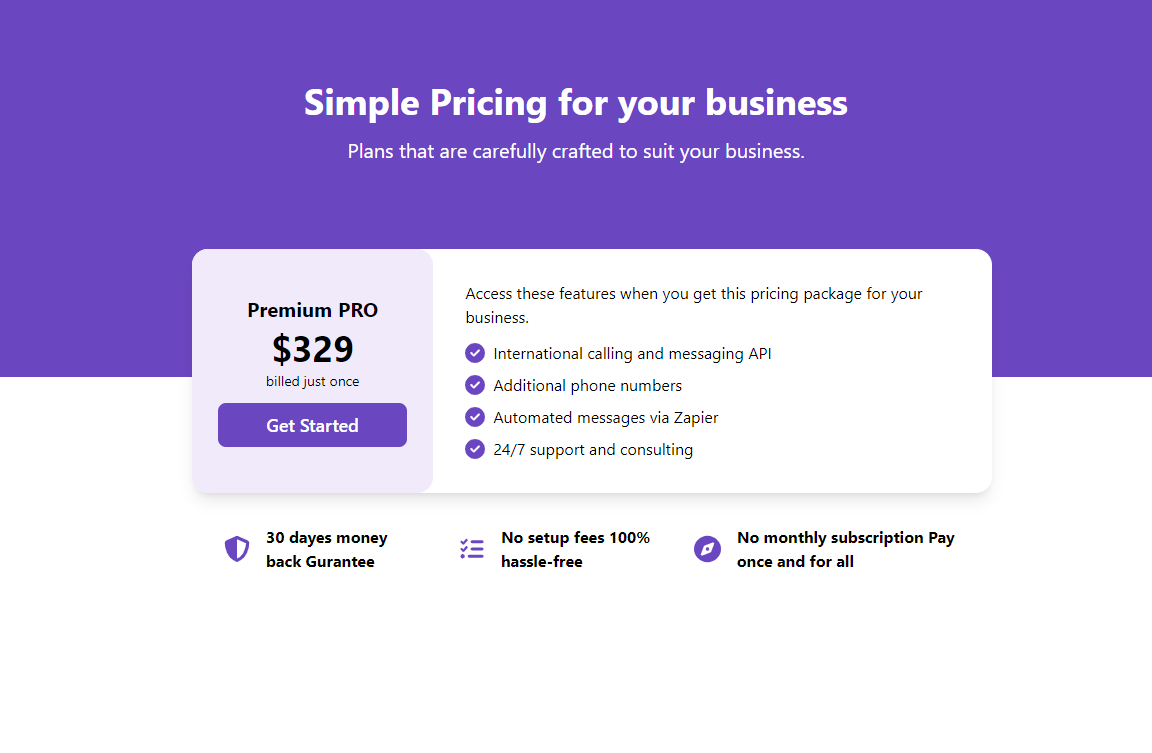 Simple Pricing for your business
Plans that are carefully crafted to suit your business.
Premium PRO
$329
billed just once
Get Started
Access these features when you get this pricing package for your
business.
International calling and messaging API
Additional phone numbers
Automated messages via Zapier
24/7 support and consulting
30 dayes money
back Gurantee
No setup fees 100%
hassle-free
No monthly subscription Pay
once and for all